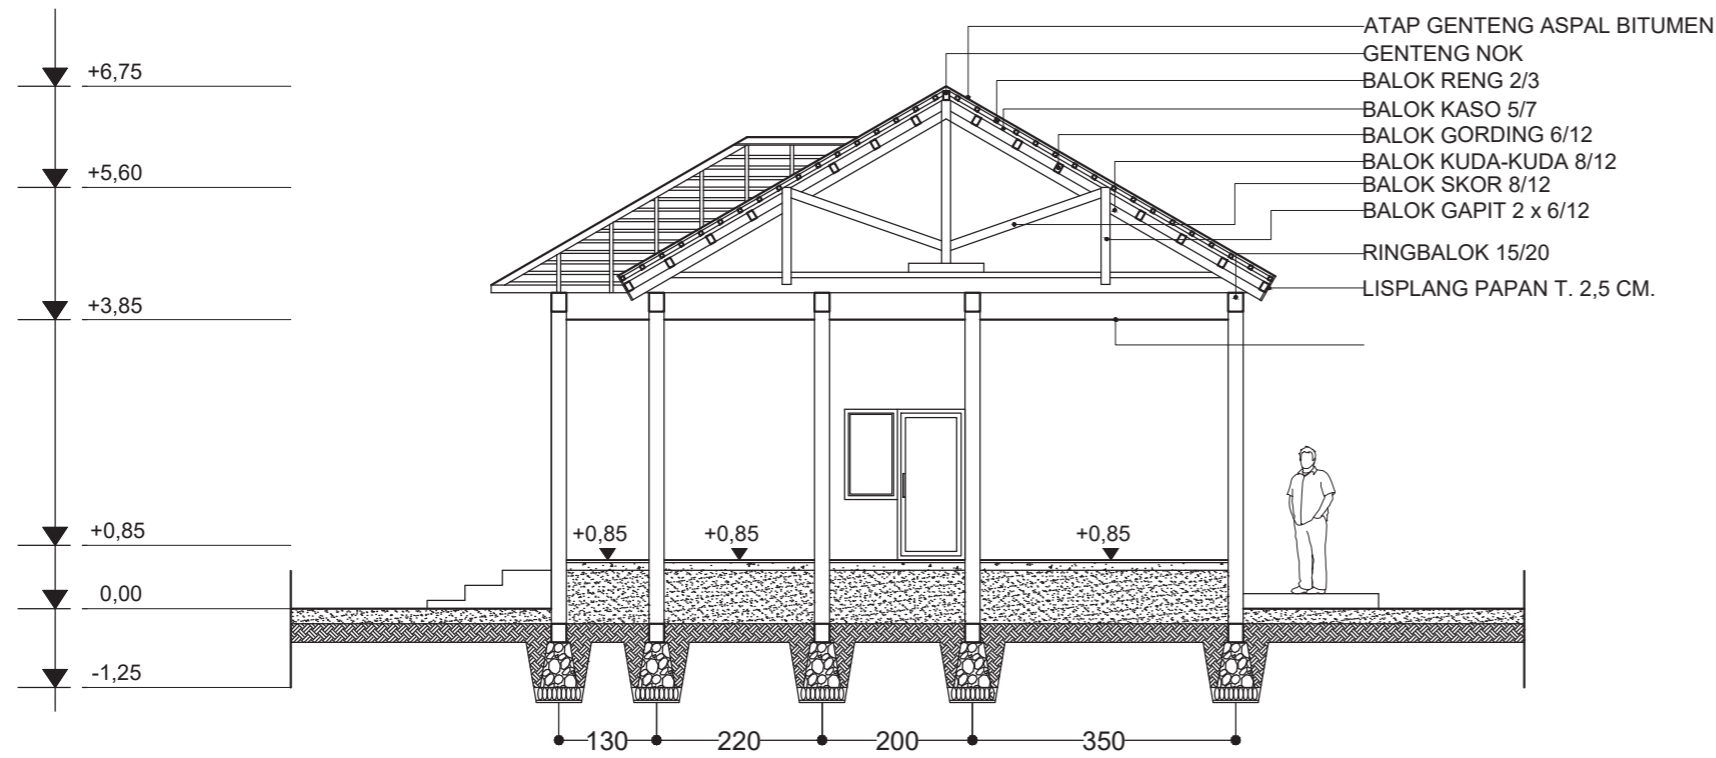 ATAP GENTENG ASPAL BITUMEN
GENTENG NOK
BALOK RENG 2/3
BALOK KASO 5/7
BALOK GORDING 6/12
BALOK KUDA-KUDA 8/12
BALOK SKOR 8/12
BALOK GAPIT 2 x 6/12
RINGBALOK 15/20
LISPLANG PAPAN T. 2,5 CM.
+6,75
+5,60
+3,85
+0,85
0,00
-1,25
+0,85
+0,85
+0,85
130
220
200
350